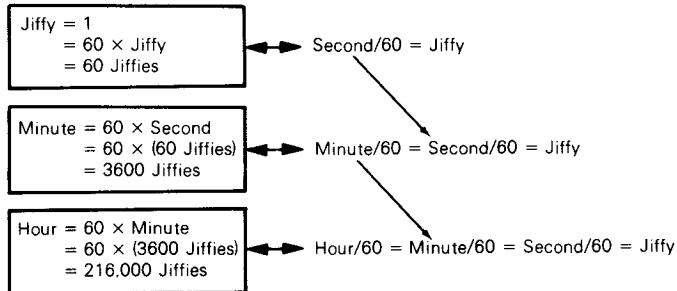 Jiffy = 1
= 60 × Jiffy
= 60 Jiffies
Second/60 = Jiffy
Minute = 60 × Second
= 60 × (60 Jiffies)
= 3600 Jiffies
Minute/60 = Second/60 = Jiffy
Hour = 60 × Minute
= 60 × (3600 Jiffies)
= 216,000 Jiffies
Hour/60 = Minute/60 = Second/60 = Jiffy